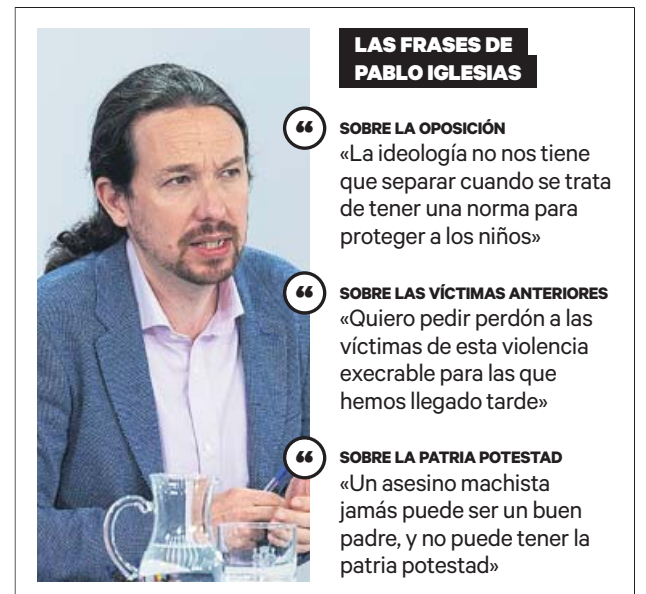 LAS FRASES DE
PABLO IGLESIAS
“
SOBRE LA OPOSICIÓN
«La ideología no nos tiene
que separar cuando se trata
de tener una norma para
proteger a los niños»
“
SOBRE LAS VÍCTIMAS ANTERIORES
«Quiero pedir perdón a las
víctimas de esta violencia
execrable para las que
hemos llegado tarde»
“
SOBRE LA PATRIA POTESTAD
«Un asesino machista
jamás puede ser un buen
padre, y no puede tener la
patria potestad»